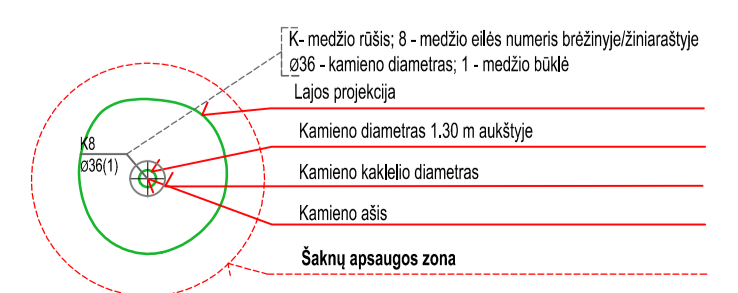 K- medžio rūšis; 8 - medžio eilės numeris brėžinyje/žiniaraštyje
Ø36 - kamieno diametras; 1 - medžio būklė
Lajos projekcija
Kamieno diametras 1.30 m aukštyje
Kamieno kaklelio diametras
Kamieno ašis
Šaknų apsaugos zona
K8
Ø36(1)